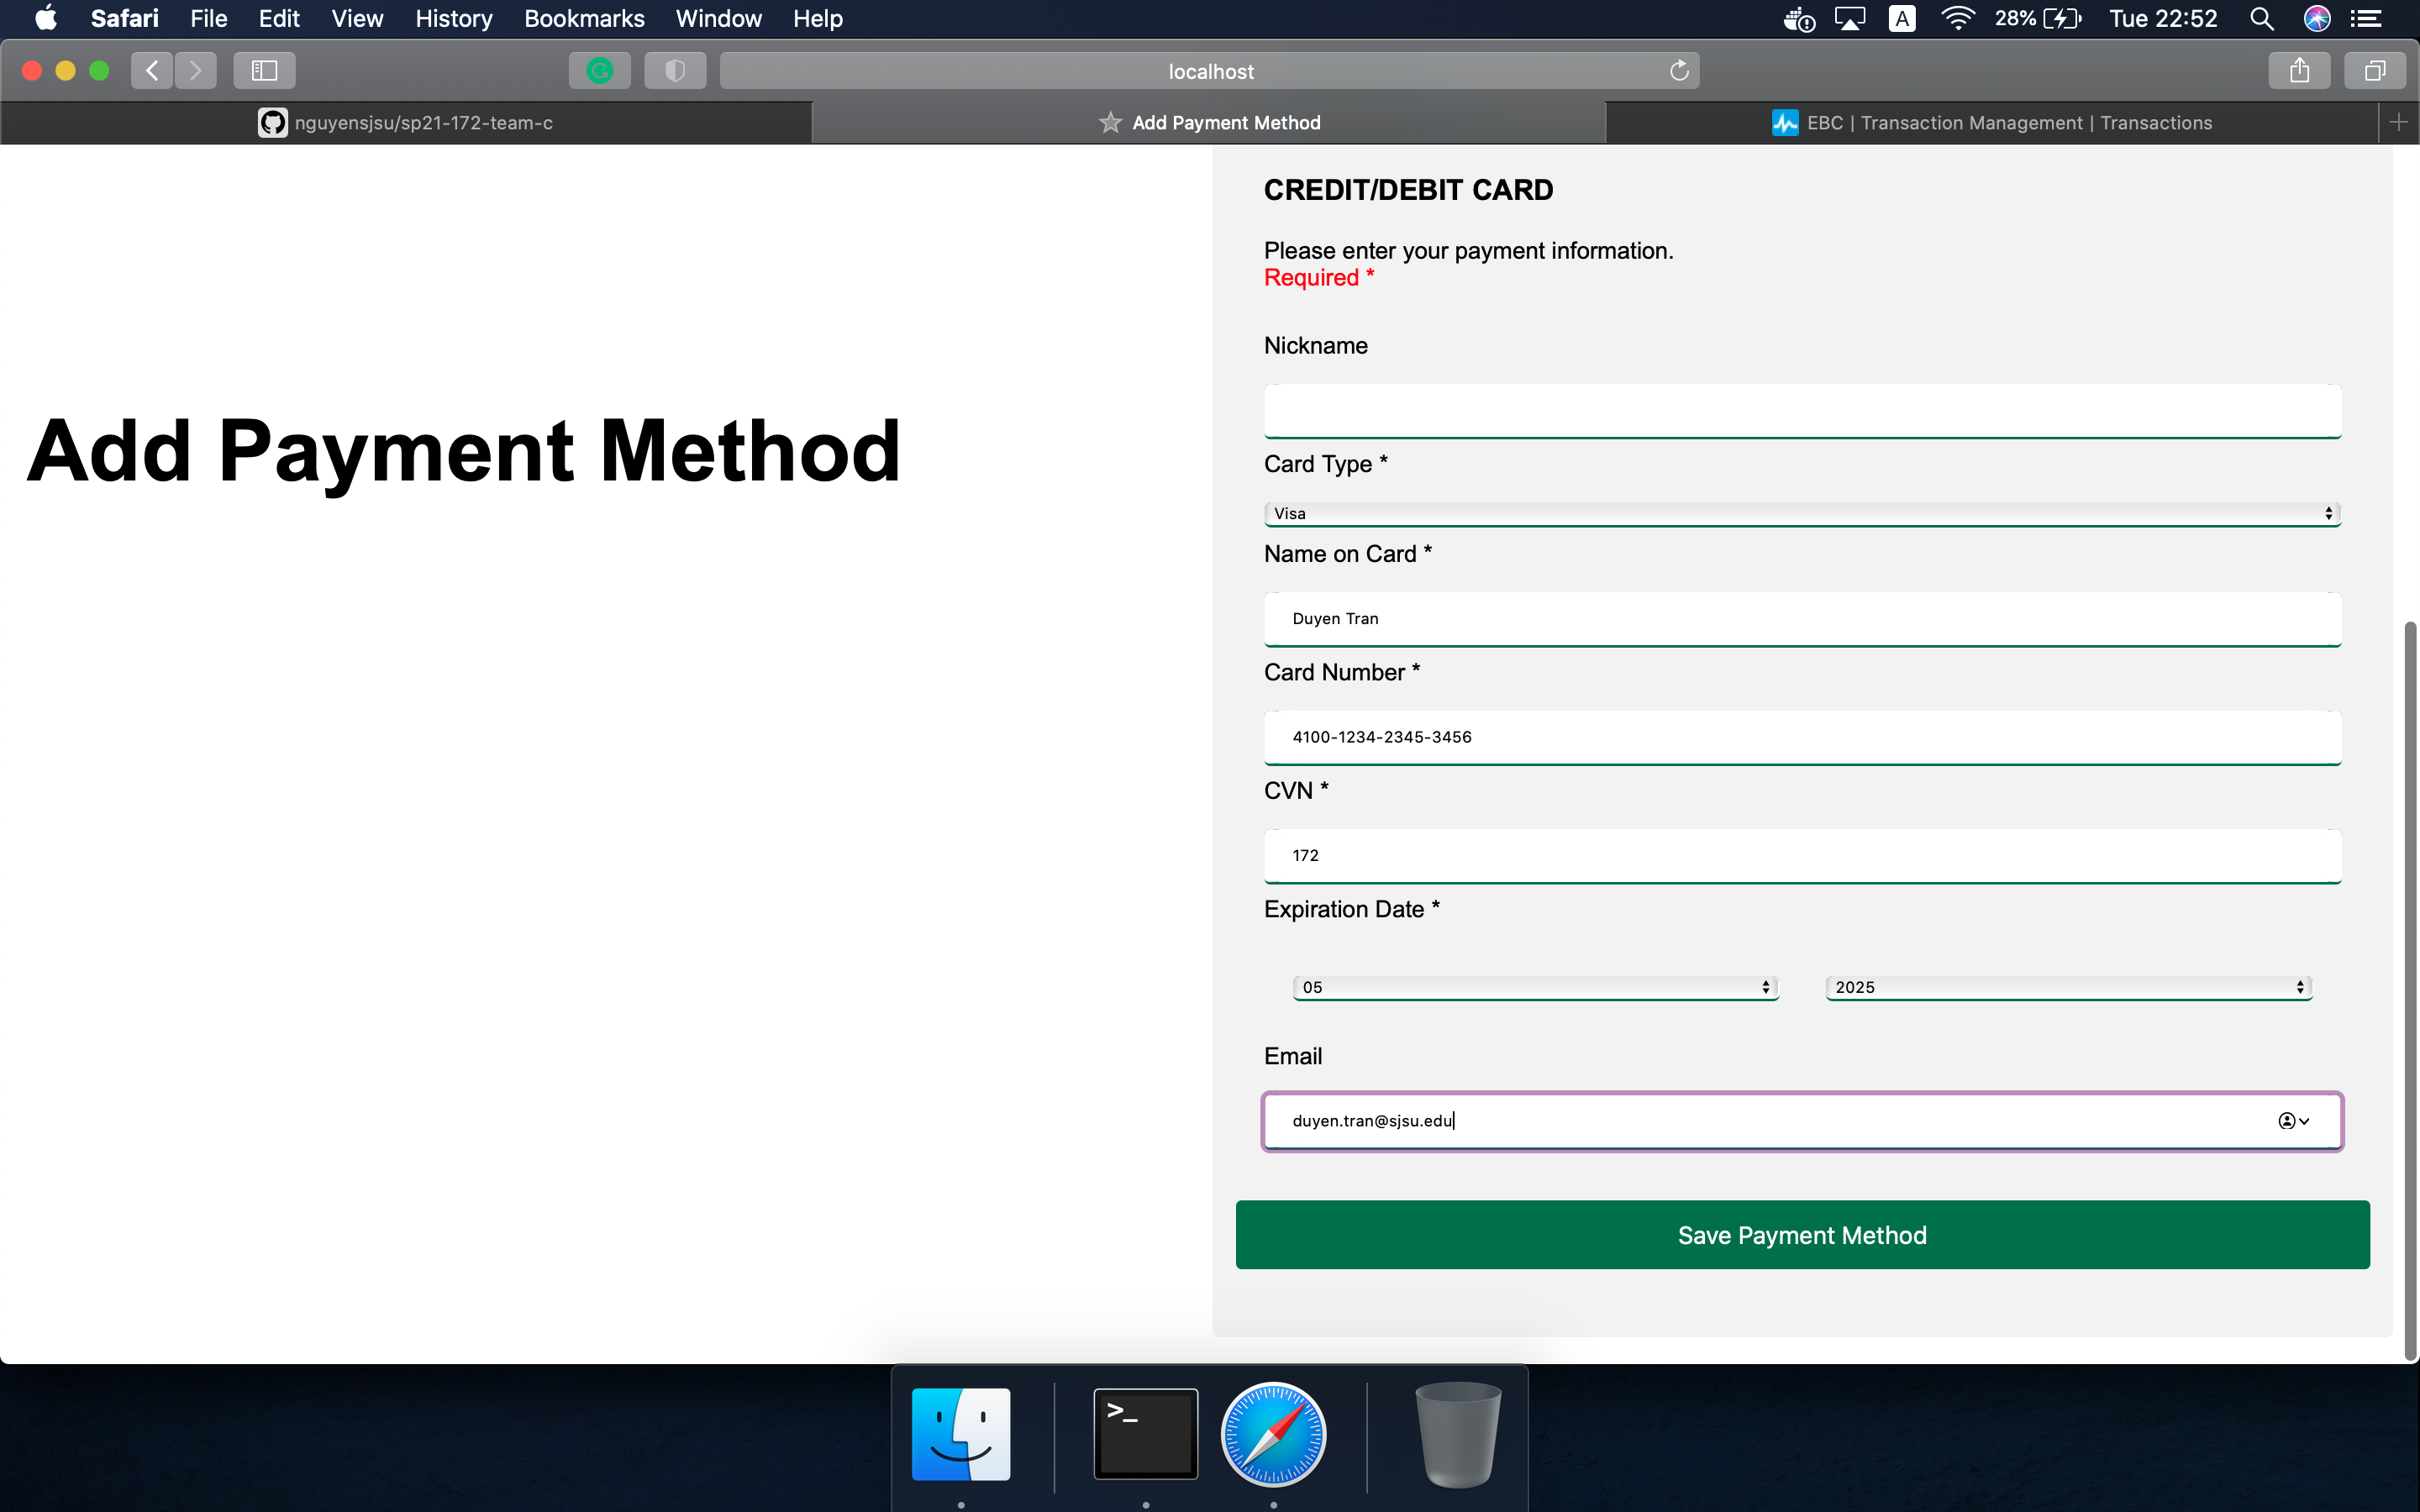 Safari File Edit View History Bookmarks Window Help A 28% Tue 22:52
localhost
nguyensjsu/sp21-172-team-c Add Payment Method EBC | Transaction Management | Transactions
CREDIT/DEBIT CARD
Please enter your payment information.
Required *
Nickname
Add Payment Method
Card Type *
Visa
Name on Card *
Duyen Tran
Card Number *
4100-1234-2345-3456
CVN *
172
Expiration Date *
05 2025
Email
duyen.tran@sjsu.edu
Save Payment Method
>_